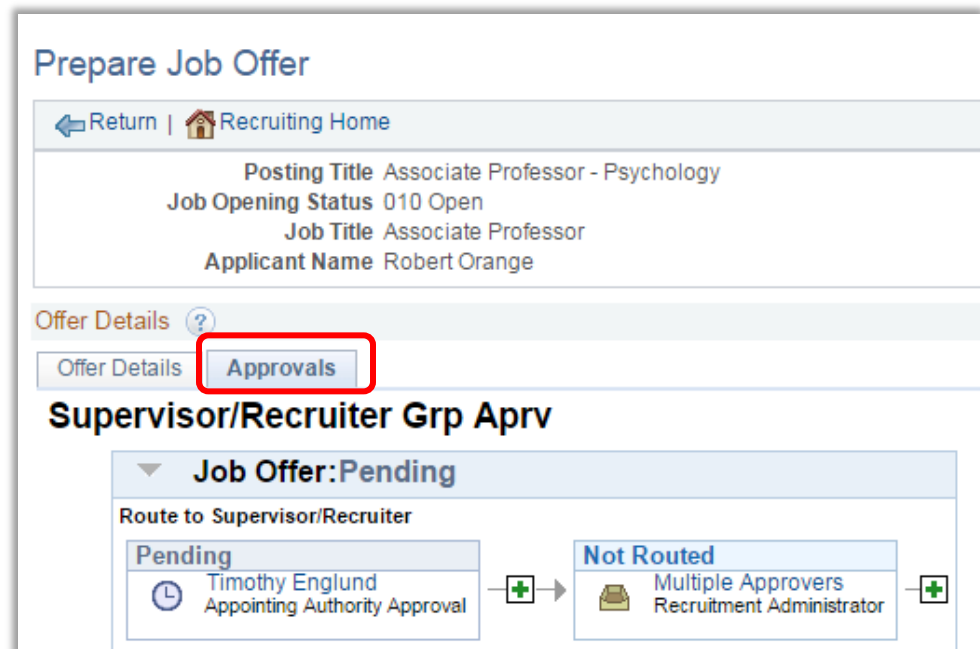 Prepare Job Offer
Return | Recruiting Home
Posting Title Associate Professor - Psychology
Job Opening Status 010 Open
Job Title Associate Professor
Applicant Name Robert Orange
Offer Details ?
Offer Details Approvals
Supervisor/Recruiter Grp Aprv
Job Offer:Pending
Route to Supervisor/Recruiter
Pending Not Routed
Timothy Englund Multiple Approvers
Appointing Authority Approval Recruitment Administrator